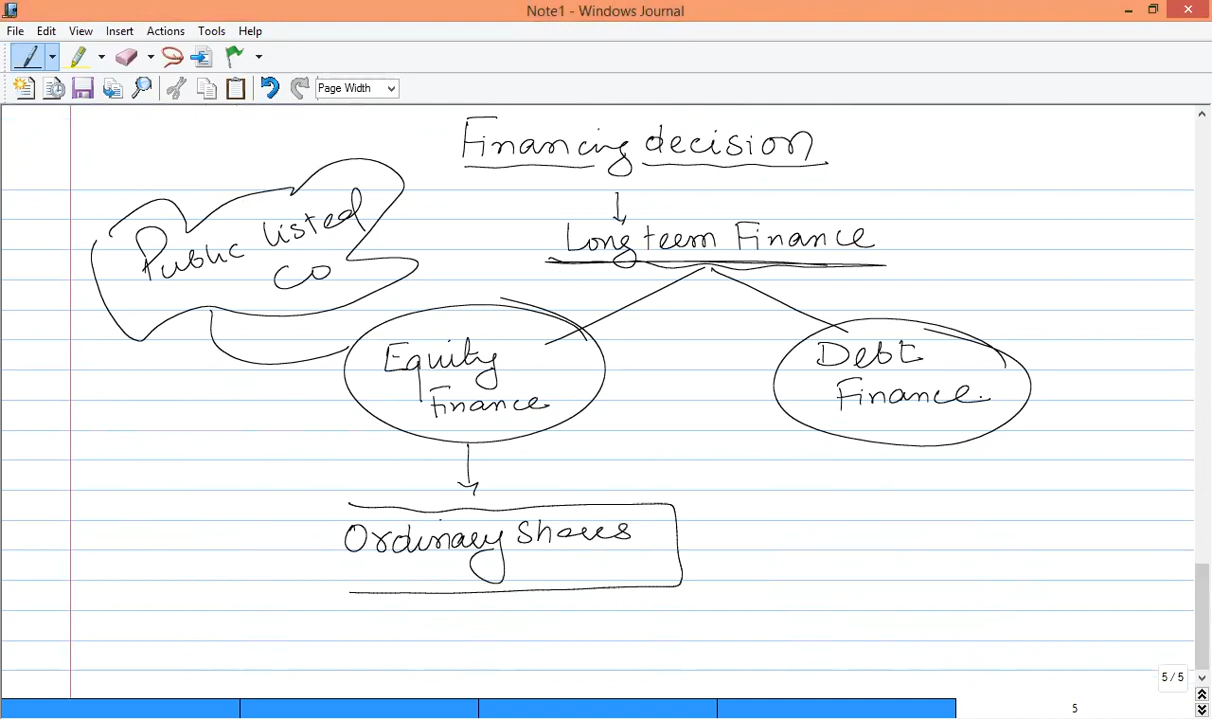 Note1 - Windows Journal
File Edit View Insert Actions Tools Help
Page Width
Financing decision
Long teem Finance
Public listed
CO
Equity
Finance
Debt
Finance.
Ordinary Shares
5 / 5
5